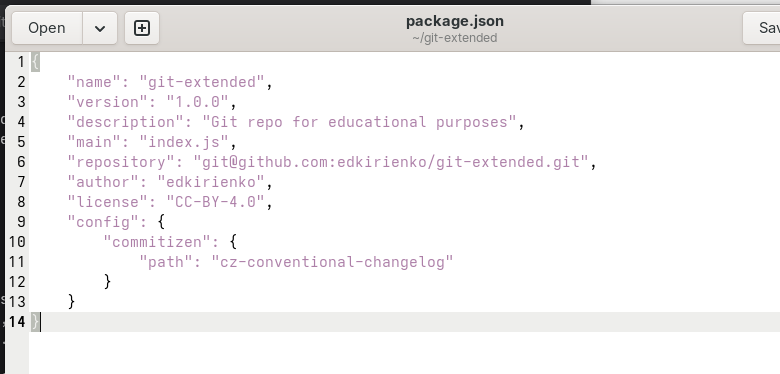 Open
package.json
~/git-extended
1 {
2     "name": "git-extended",
3     "version": "1.0.0",
4     "description": "Git repo for educational purposes",
5     "main": "index.js",
6     "repository": "git@github.com:edkirienko/git-extended.git",
7     "author": "edkirienko",
8     "license": "CC-BY-4.0",
9     "config": {
10         "commitizen": {
11             "path": "cz-conventional-changelog"
12         }
13     }
14 }